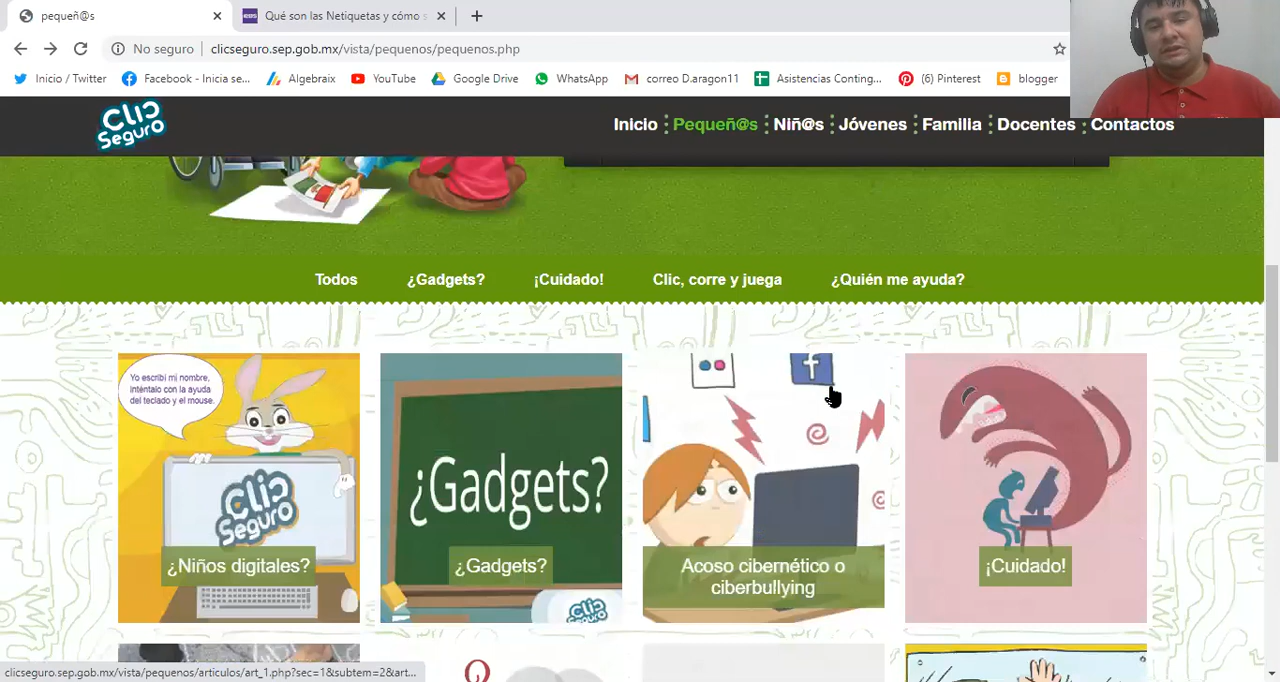 pequeñ@s
Qué son las Netiquetas y cómo s
No seguro
clicseguro.sep.gob.mx/vista/pequenos/pequenos.php
Inicio / Twitter
Facebook - Inicia se...
Algebraix
YouTube
Google Drive
WhatsApp
correo D.aragon11
Asistencias Conting...
(6) Pinterest
blogger
Clic
Seguro
Inicio
Pequeñ@s
Niñ@s
Jóvenes
Familia
Docentes
Contactos
Todos
¿Gadgets?
¡Cuidado!
Clic, corre y juega
¿Quién me ayuda?
Yo escribí mi nombre,
inténtalo con la ayuda
del teclado y el mouse.
Clic
Seguro
¿Niños digitales?
¿Gadgets?
¿Gadgets?
Clic
Seguro
Acoso cibernético o
ciberbullying
¡Cuidado!
clicseguro.sep.gob.mx/vista/pequenos/articulos/art_1.php?sec=1&subtem=2&art...